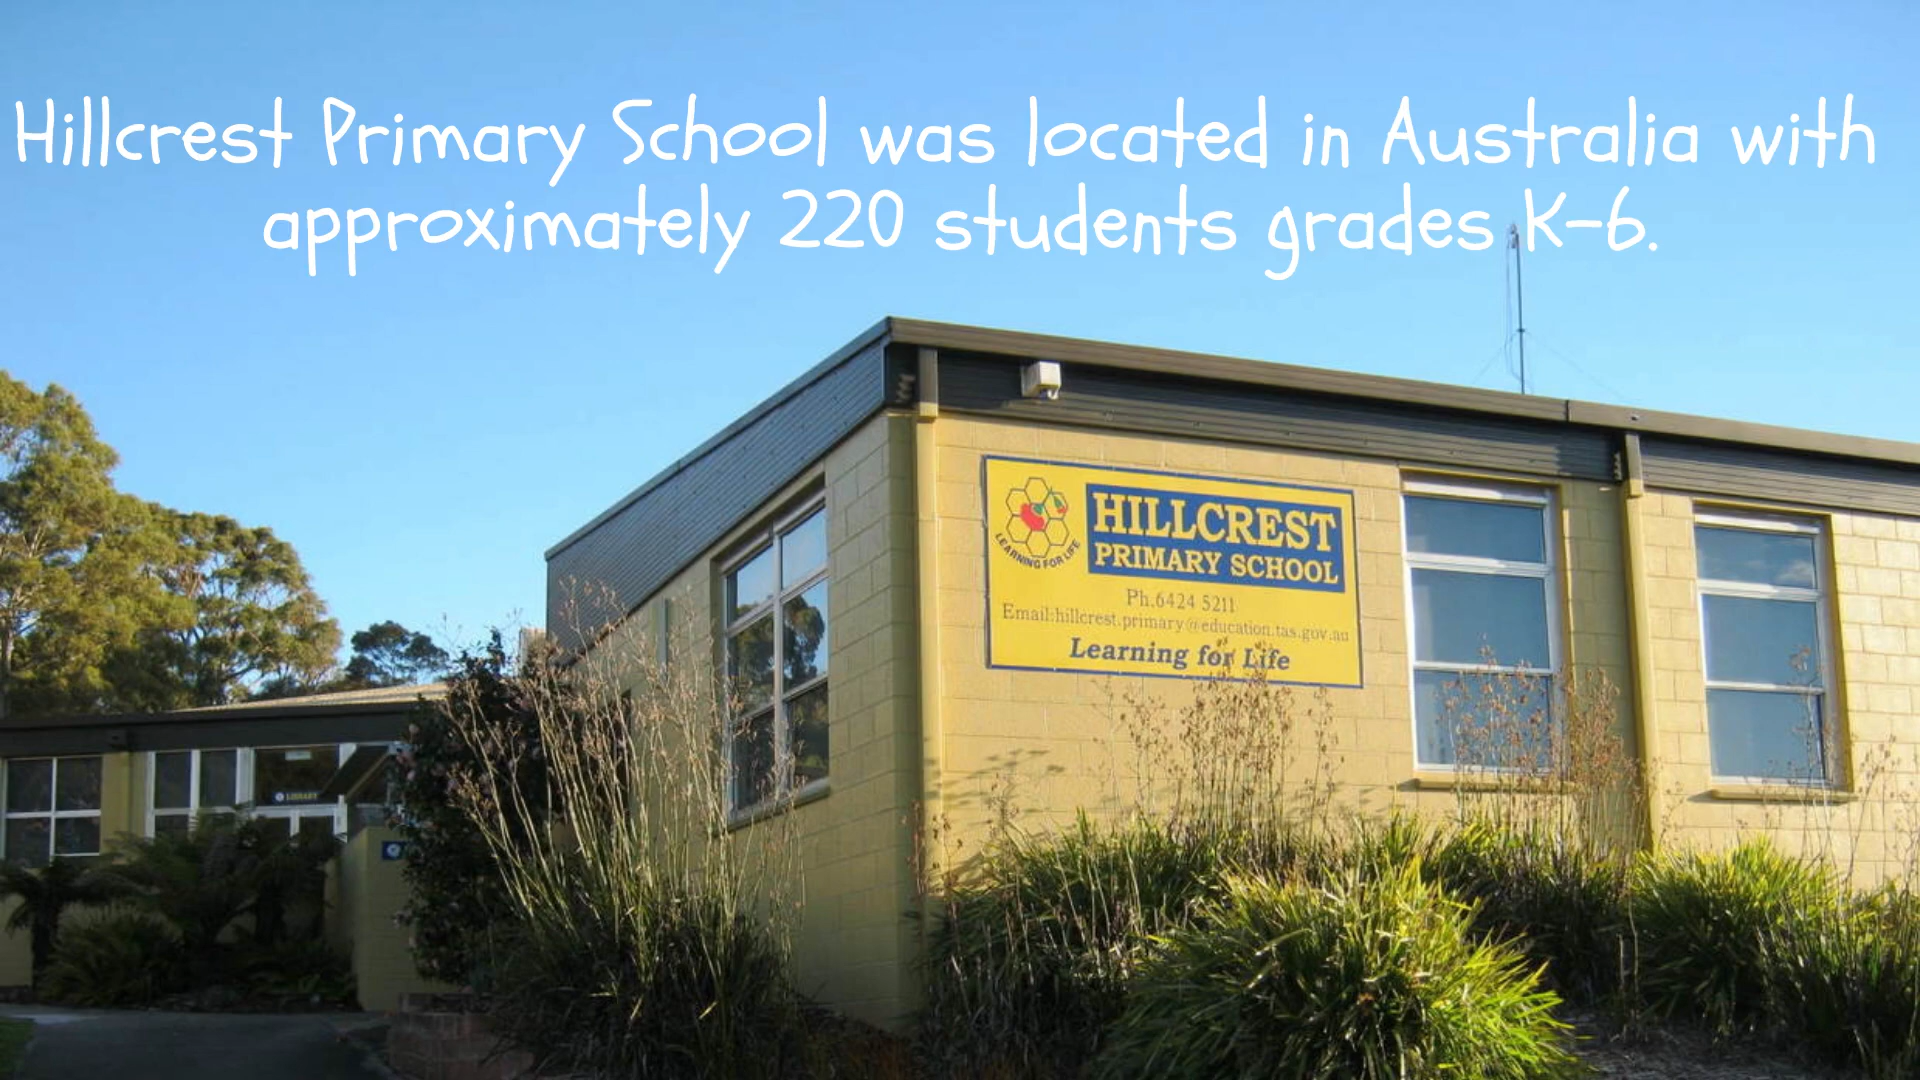 Hillcrest Primary School was located in Australia with
approximately 220 students grades K-6.
LEARNING FOR LIFE
HILLCREST
PRIMARY SCHOOL
Ph.6424 5211
Email:hillcrest.primary@education.tas.gov.au
Learning for Life
LIBRARY